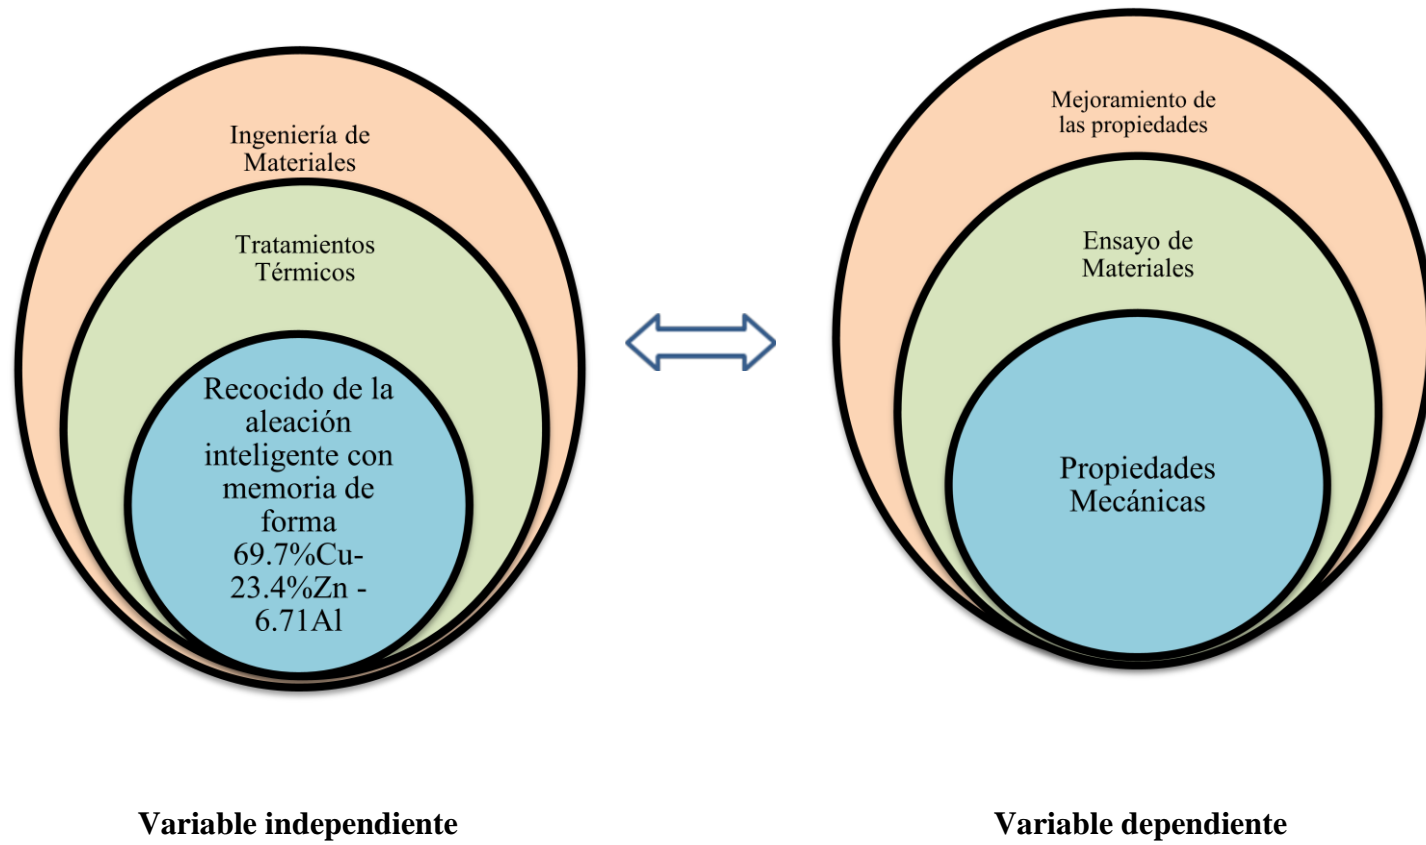 Ingeniería de
Materiales
Tratamientos
Térmicos
Recocido de la
aleación
inteligente con
memoria de
forma
69.7%Cu-
23.4%Zn -
6.71Al
Mejoramiento de
las propiedades
Ensayo de
Materiales
Propiedades
Mecánicas
Variable independiente
Variable dependiente